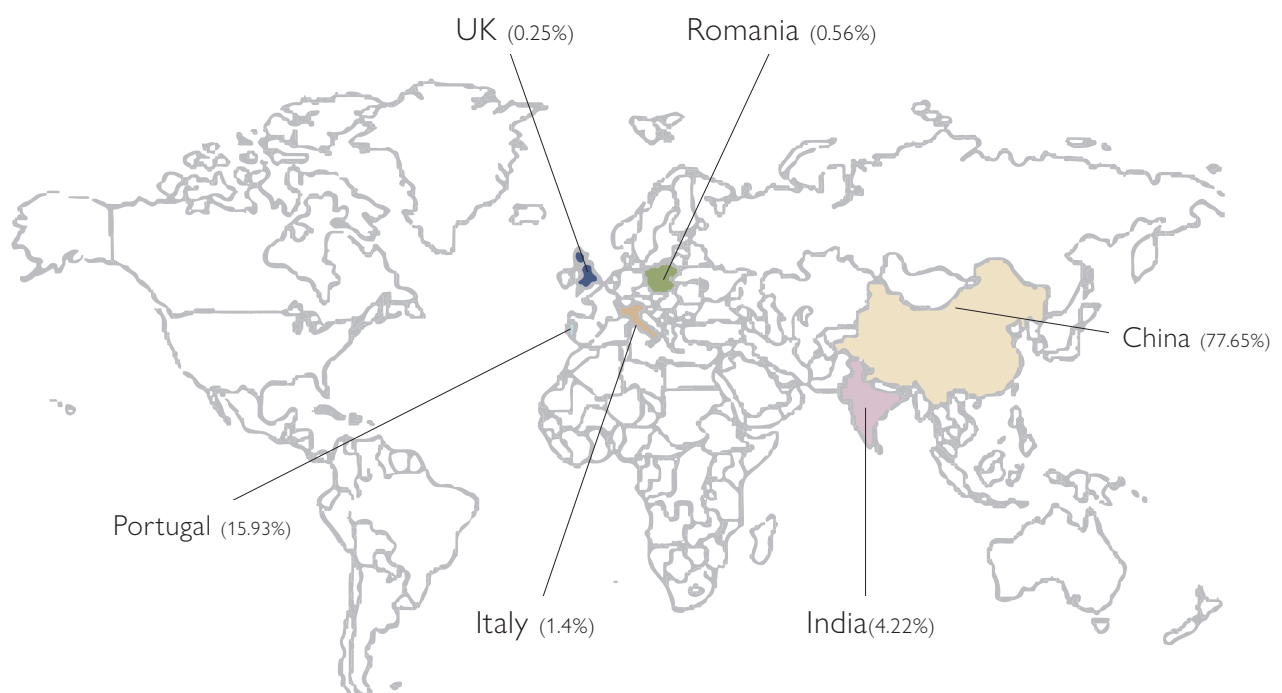 UK (0.25%)
Romania (0.56%)
China (77.65%)
Portugal (15.93%)
Italy (1.4%)
India(4.22%)